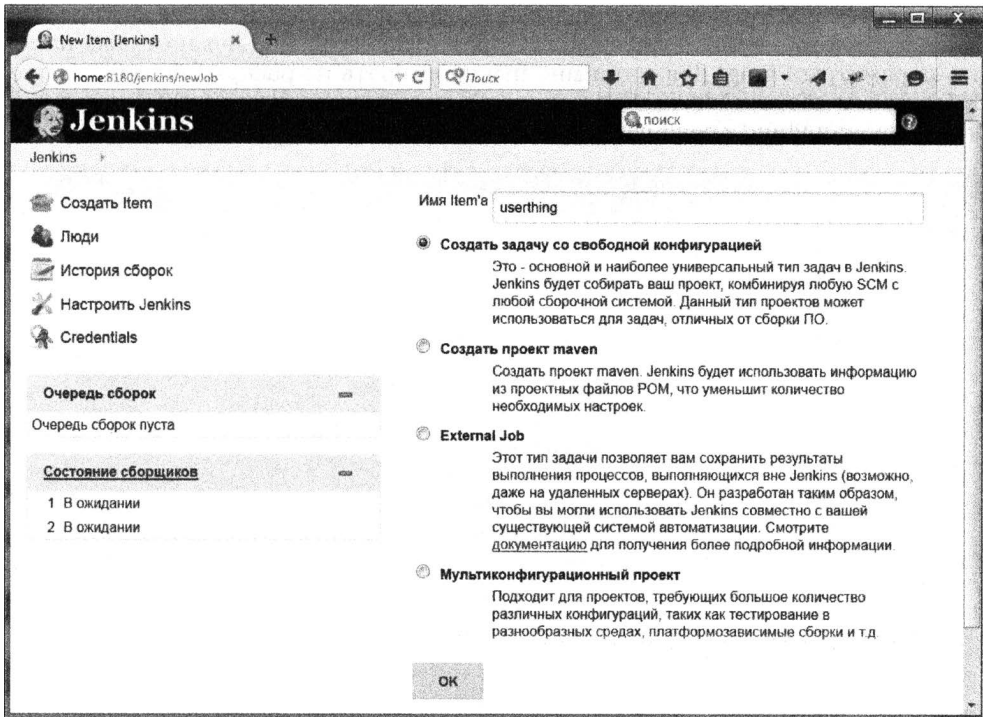 New Item [Jenkins]
home:8180/jenkins/newJob
Поиск
Jenkins
поиск
Jenkins
Создать Item
Люди
История сборок
Настроить Jenkins
Credentials
Очередь сборок
Очередь сборок пуста
Состояние сборщиков
1 В ожидании
2 В ожидании
Имя Item'а
userthing
Создать задачу со свободной конфигурацией
Это - основной и наиболее универсальный тип задач в Jenkins.
Jenkins будет собирать ваш проект, комбинируя любую SCM с
любой сборочной системой. Данный тип проектов может
использоваться для задач, отличных от сборки ПО.
Создать проект maven
Создать проект maven. Jenkins будет использовать информацию
из проектных файлов POM, что уменьшит количество
необходимых настроек.
External Job
Этот тип задачи позволяет вам сохранить результаты
выполнения процессов, выполняющихся вне Jenkins (возможно,
даже на удаленных серверах). Он разработан таким образом,
чтобы вы могли использовать Jenkins совместно с вашей
существующей системой автоматизации. Смотрите
документацию для получения более подробной информации.
Мультиконфигурационный проект
Подходит для проектов, требующих большое количество
различных конфигураций, таких как тестирование в
разнообразных средах, платформозависимые сборки и т.д.
OK